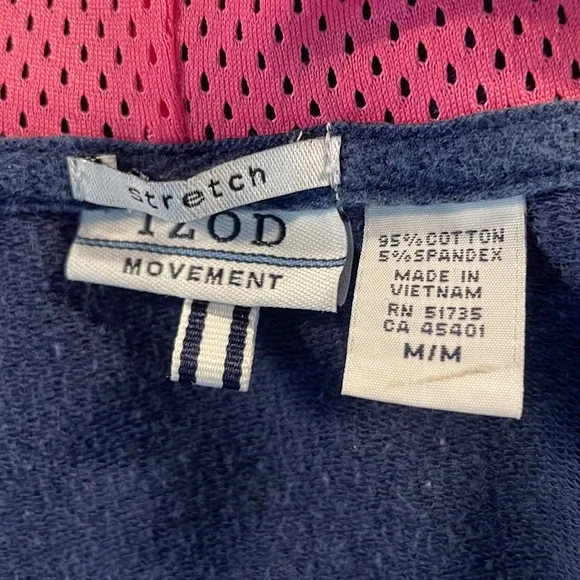 stretch
IZOD
MOVEMENT
95% COTTON
5% SPANDEX
MADE IN
VIETNAM
RN 51735
CA 45401
M/M